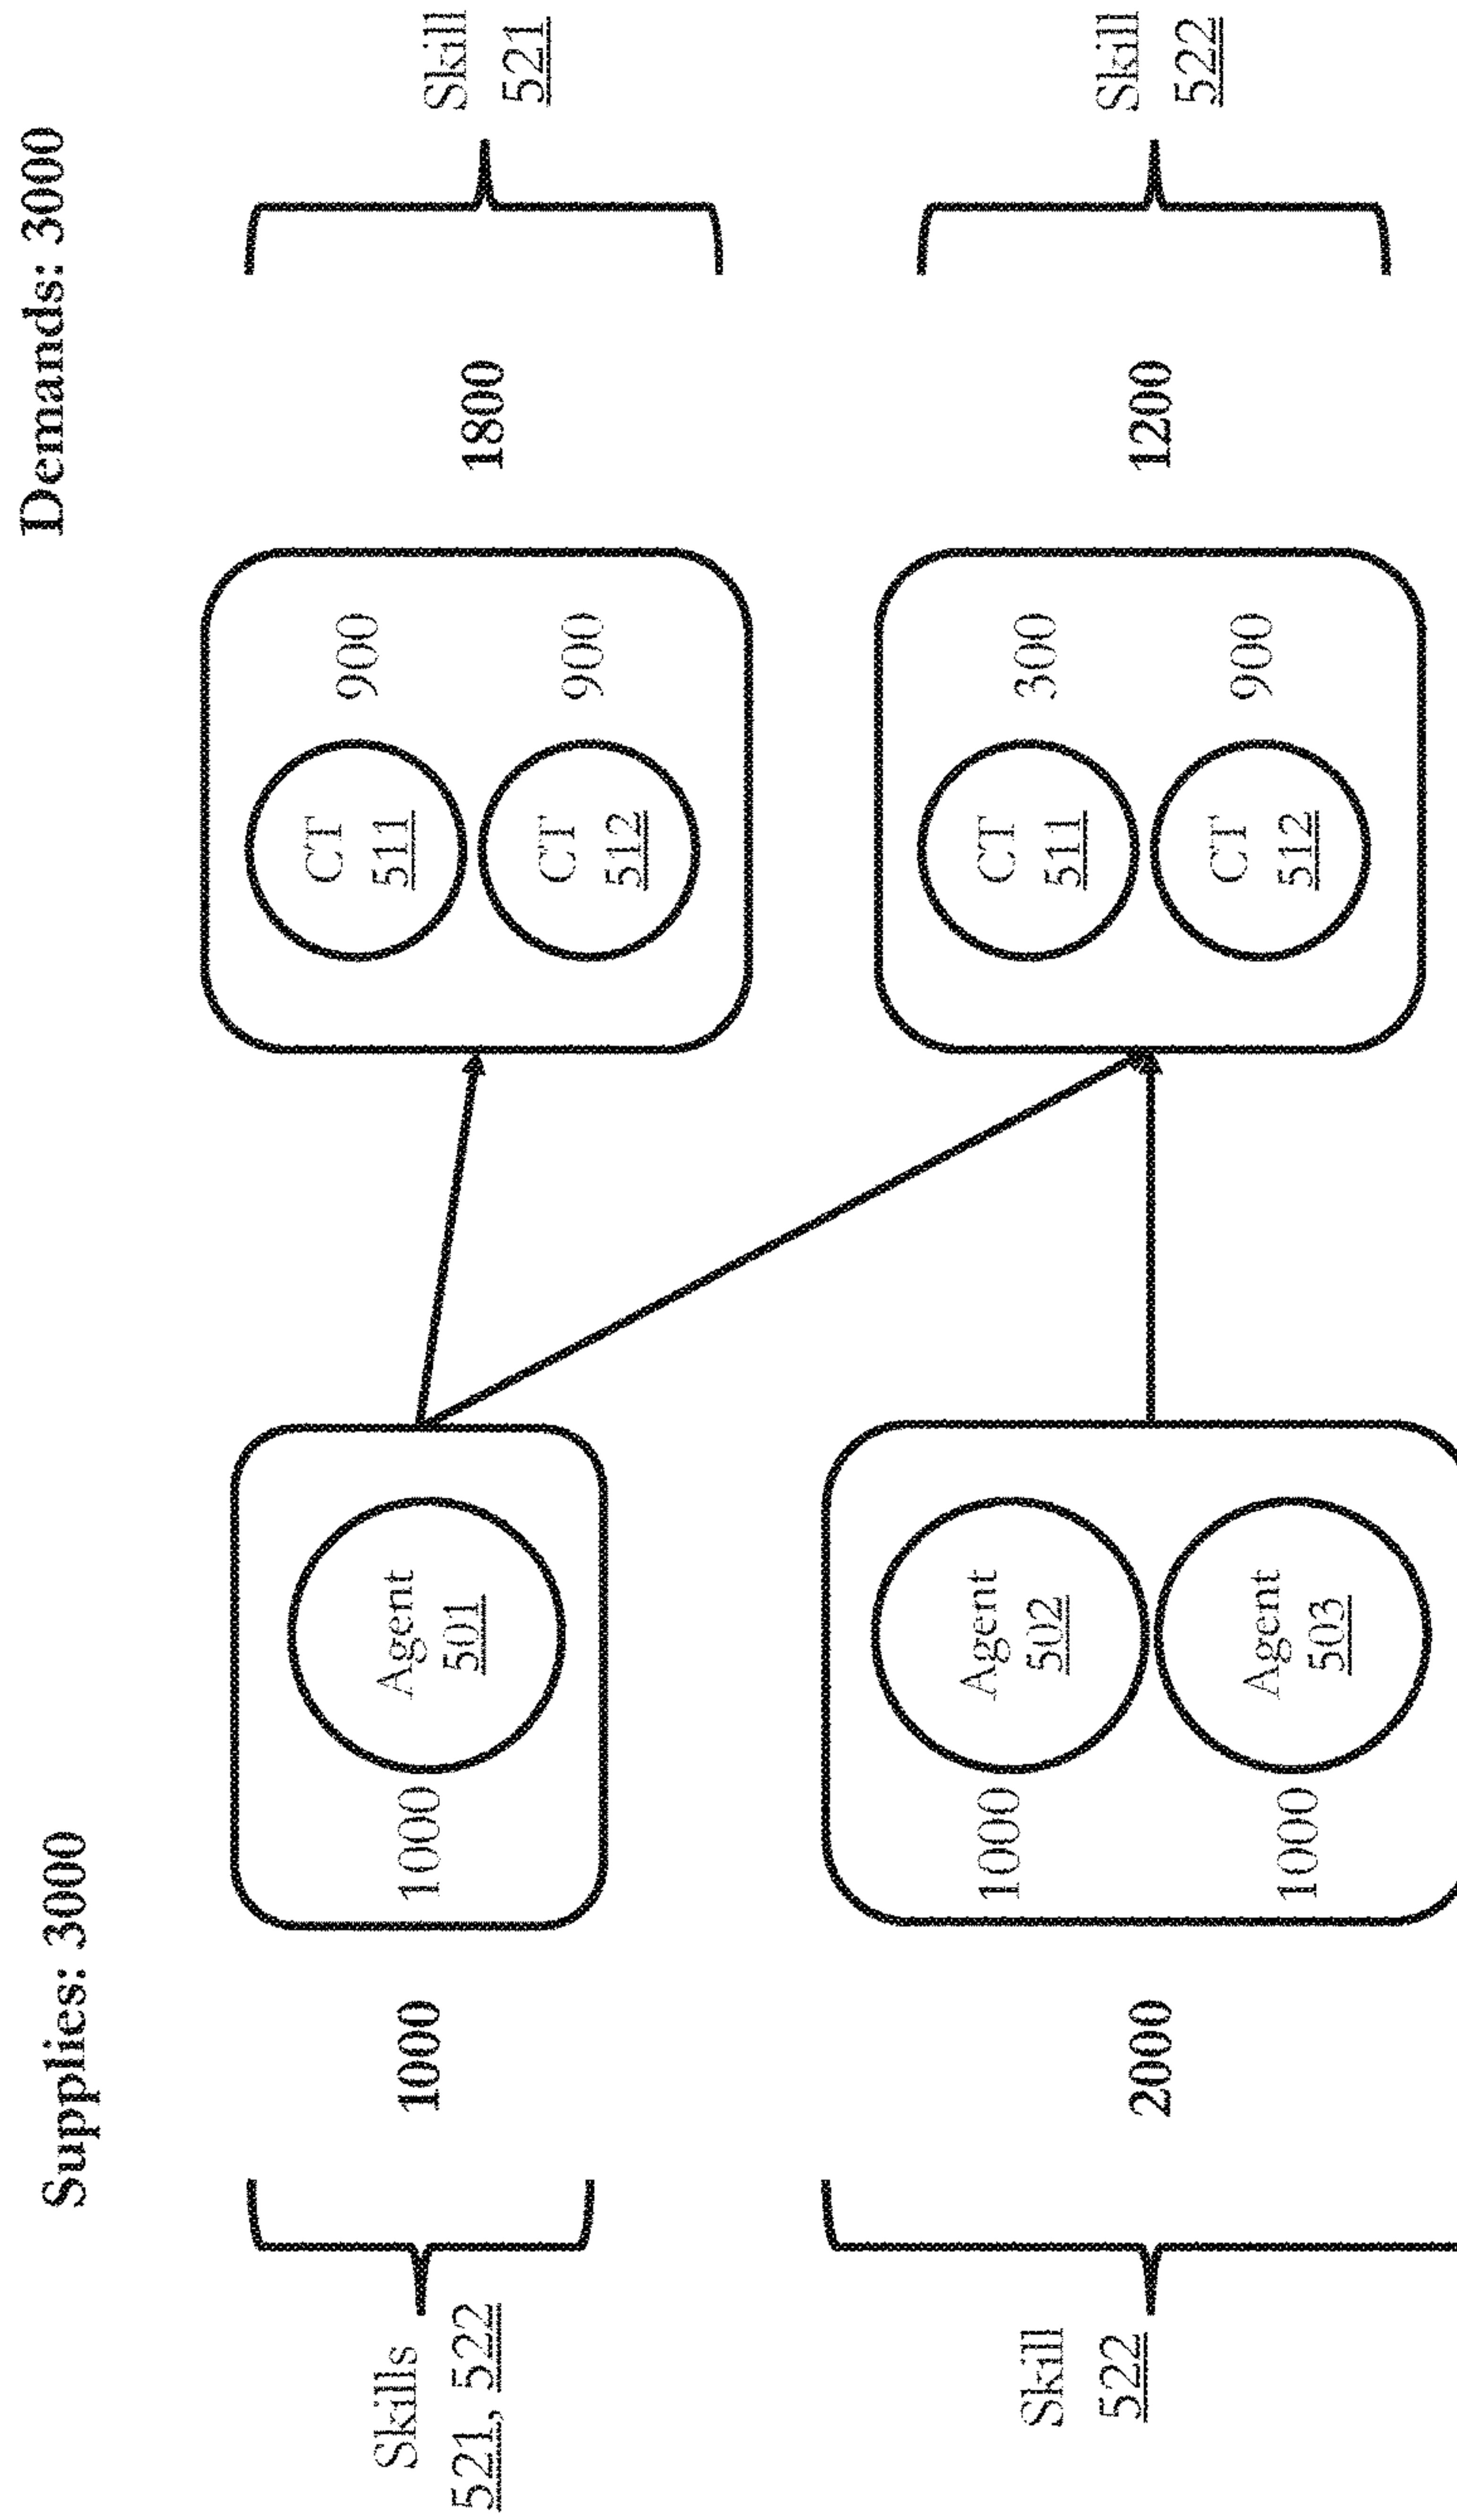 Supplies: 3000
Demands: 3000
Skills
521, 522
1000
1000
Agent
501
CT
511
900
CT
512
900
1800
Skill
521
Skill
522
2000
1000
Agent
502
1000
Agent
503
CT
511
300
CT
512
900
1200
Skill
522